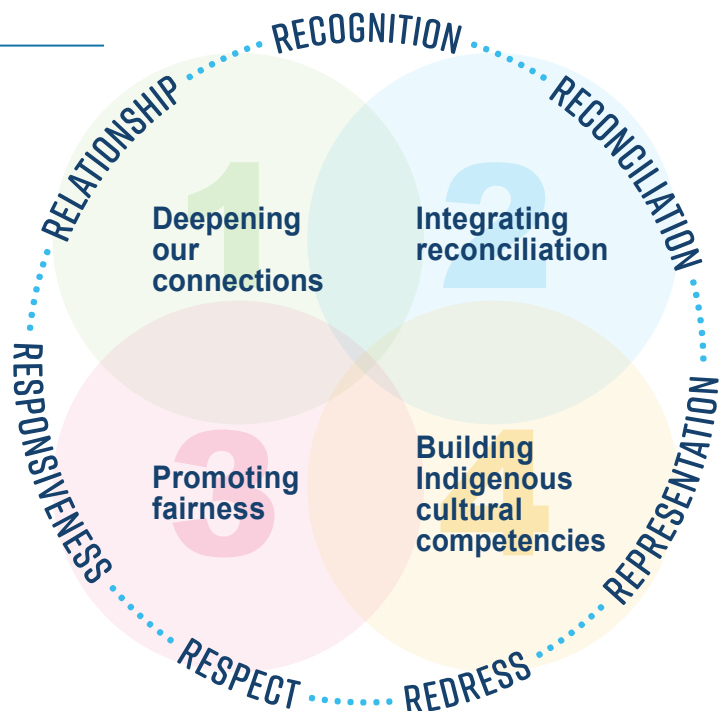 RECOGNITION
RECONCILIATION
REPRESENTATION
REDRESS
RESPECT
RESPONSIVENESS
RELATIONSHIP
1
Deepening
our
connections
2
Integrating
reconciliation
3
Promoting
fairness
4
Building
Indigenous
cultural
competencies